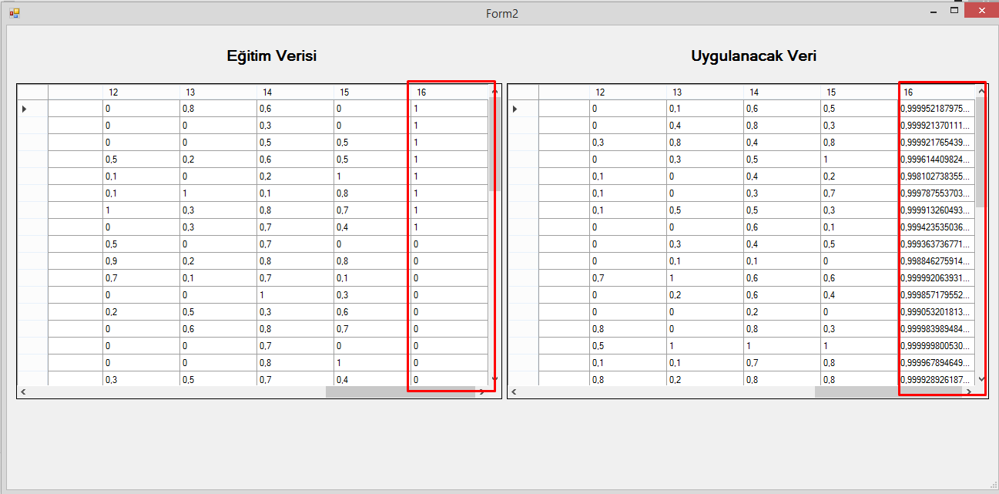 Form2
Eğitim Verisi
Uygulanacak Veri
12 13 14 15 16
0 0,8 0,6 0 1
0 0 0,3 0 1
0 0 0,5 0,5 1
0,5 0,2 0,6 0,5 1
0,1 0 0,2 1 1
0,1 1 0,1 0,8 1
1 0,3 0,8 0,7 1
0 0,3 0,7 0,4 1
0,5 0 0,7 0 0
0,9 0,2 0,8 0,8 0
0,7 0,1 0,7 0,1 0
0 0 1 0,3 0
0,2 0,5 0,3 0,6 0
0 0,6 0,8 0,7 0
0 0 0,7 0 0
0 0 0,8 1 0
0,3 0,5 0,7 0,4 0
12 13 14 15 16
0 0,1 0,6 0,5 0,999952187975...
0 0,4 0,8 0,3 0,999921370111...
0,3 0,8 0,4 0,8 0,999921765439...
0 0,3 0,5 1 0,999614409824...
0,1 0 0,4 0,2 0,998102738355...
0,1 0 0,3 0,7 0,999787553703...
0,1 0,5 0,5 0,3 0,999913260493...
0 0 0,6 0,1 0,999423535036...
0 0,3 0,4 0,5 0,999363736771...
0 0,1 0,1 0 0,998846275914...
0,7 1 0,6 0,6 0,999992063931...
0 0,2 0,6 0,4 0,999857179552...
0 0 0,2 0 0,999053201813...
0,8 0 0,8 0,3 0,999983989484...
0,5 1 1 1 0,999999800530...
0,1 0,1 0,7 0,8 0,999967894649...
0,8 0,2 0,8 0,8 0,999928926187...